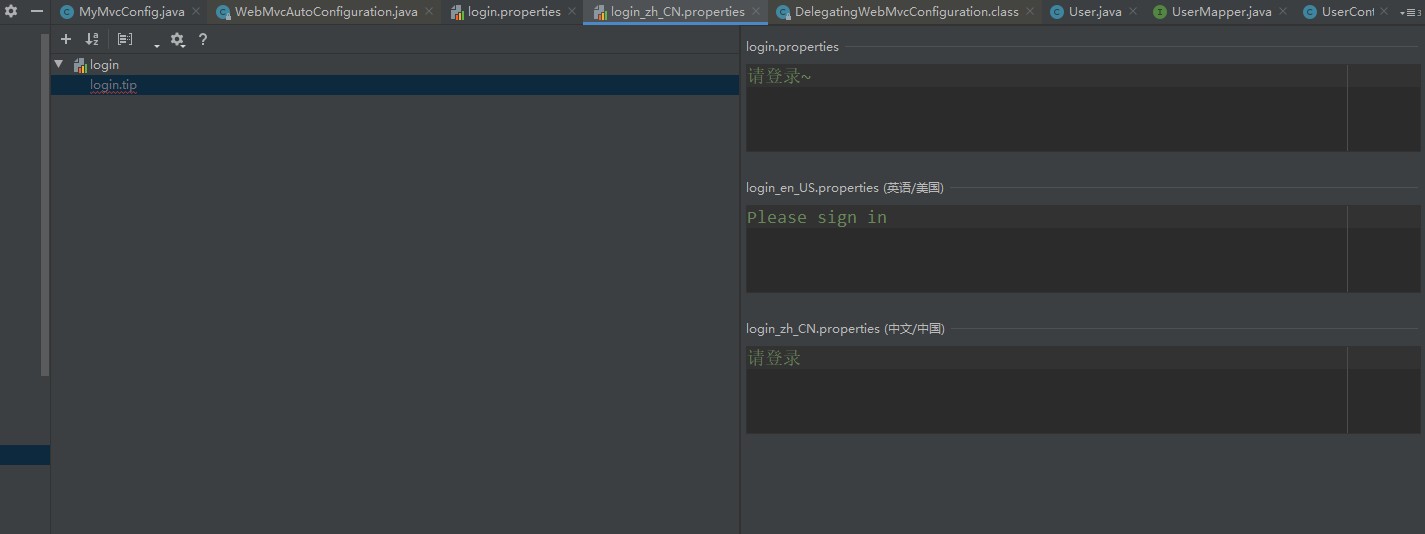 MyMvcConfig.java
WebMvcAutoConfiguration.java
login.properties
login_zh_CN.properties
DelegatingWebMvcConfiguration.class
User.java
UserMapper.java
UserCont
3
?
login
login.tip
login.properties
请登录~
login_en_US.properties (英语/美国)
Please sign in
login_zh_CN.properties (中文/中国)
请登录